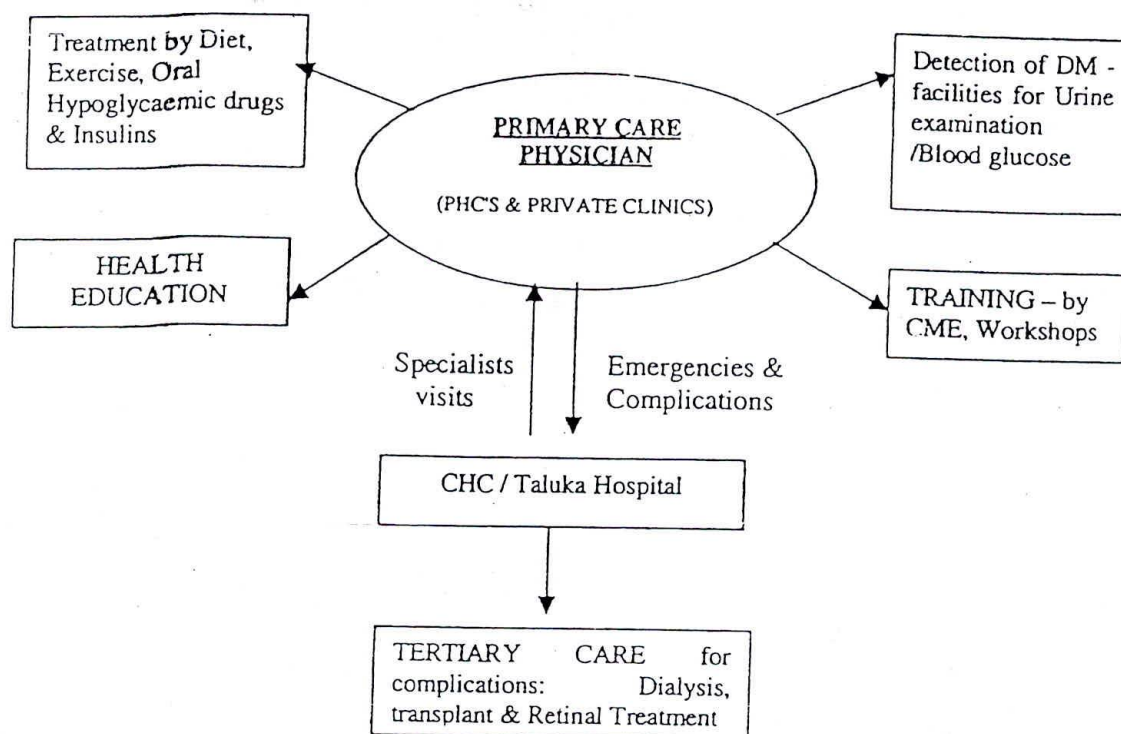 Treatment by Diet,
Exercise, Oral
Hypoglycaemic drugs
& Insulins
PRIMARY CARE
PHYSICIAN
(PHC'S & PRIVATE CLINICS)
Detection of DM -
facilities for Urine
examination
/Blood glucose
HEALTH
EDUCATION
TRAINING – by
CME, Workshops
Specialists
visits
Emergencies &
Complications
CHC / Taluka Hospital
TERTIARY CARE for
complications: Dialysis,
transplant & Retinal Treatment